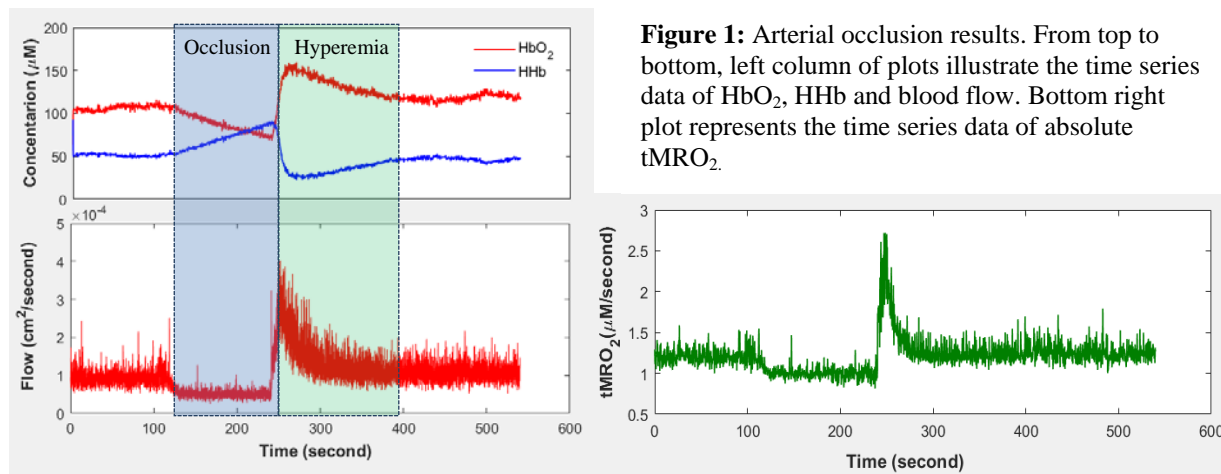 Figure 1: Arterial occlusion results. From top to
bottom, left column of plots illustrate the time series
data of HbO₂, HHb and blood flow. Bottom right
plot represents the time series data of absolute
tMRO₂.
Occlusion
Hyperemia
HbO₂
HHb
Concentarion (μM)
200
150
100
50
0
×10⁻⁴
Flow (cm²/second)
5
4
3
2
1
0
0 100 200 300 400 500 600
Time (second)
tMRO₂(μM/second)
3
2.5
2
1.5
1
0.5
0 100 200 300 400 500 600
Time (second)